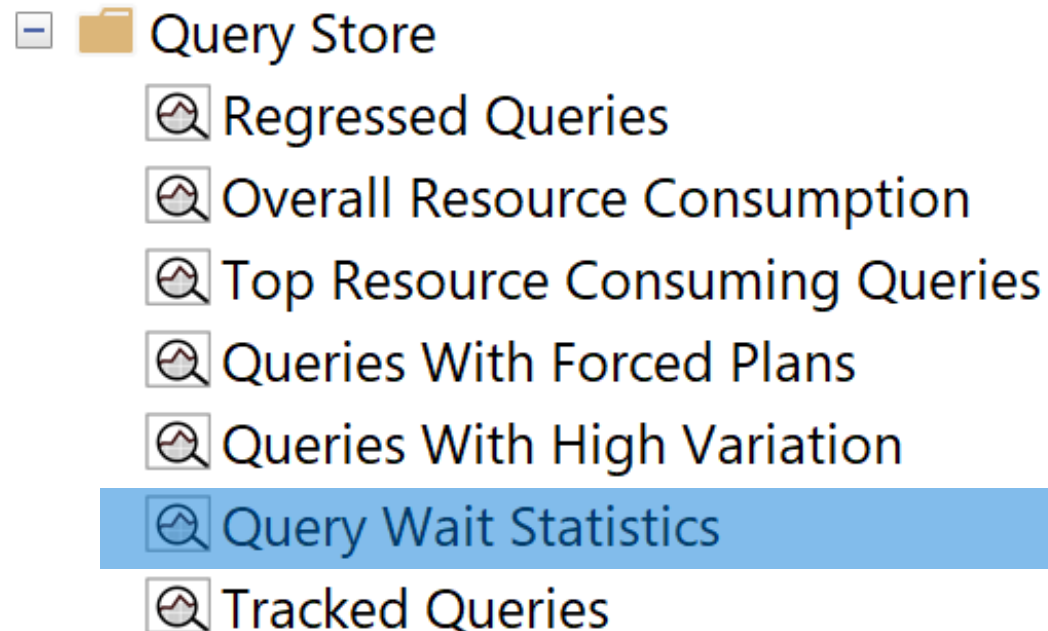 Query Store
Regressed Queries
Overall Resource Consumption
Top Resource Consuming Queries
Queries With Forced Plans
Queries With High Variation
Query Wait Statistics
Tracked Queries